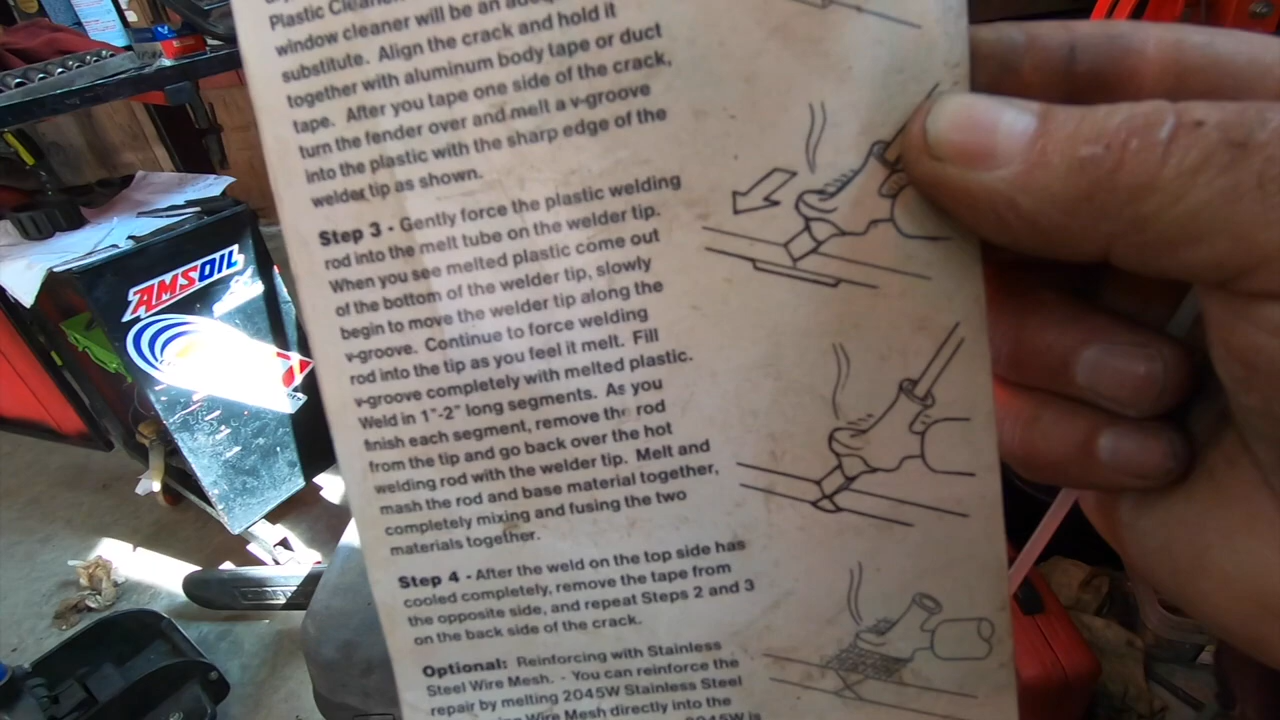 Plastic Cleaner
window cleaner will be an
substitute. Align the crack and hold it
together with aluminum body tape or duct
tape. After you tape one side of the crack,
turn the fender over and melt a v-groove
into the plastic with the sharp edge of the
welder tip as shown.
Step 3 - Gently force the plastic welding
rod into the melt tube on the welder tip.
When you see melted plastic come out
of the bottom of the welder tip, slowly
begin to move the welder tip along the
v-groove. Continue to force welding
rod into the tip as you feel it melt. Fill
v-groove completely with melted plastic.
Weld in 1"-2" long segments. As you
finish each segment, remove the rod
from the tip and go back over the hot
welding rod with the welder tip. Melt and
mash the rod and base material together,
completely mixing and fusing the two
materials together.
Step 4 - After the weld on the top side has
cooled completely, remove the tape from
the opposite side, and repeat Steps 2 and 3
on the back side of the crack.
Optional: Reinforcing with Stainless
Steel Wire Mesh. - You can reinforce the
repair by melting 2045W Stainless Steel
Wire Mesh directly into the
2045W is
AMSOIL